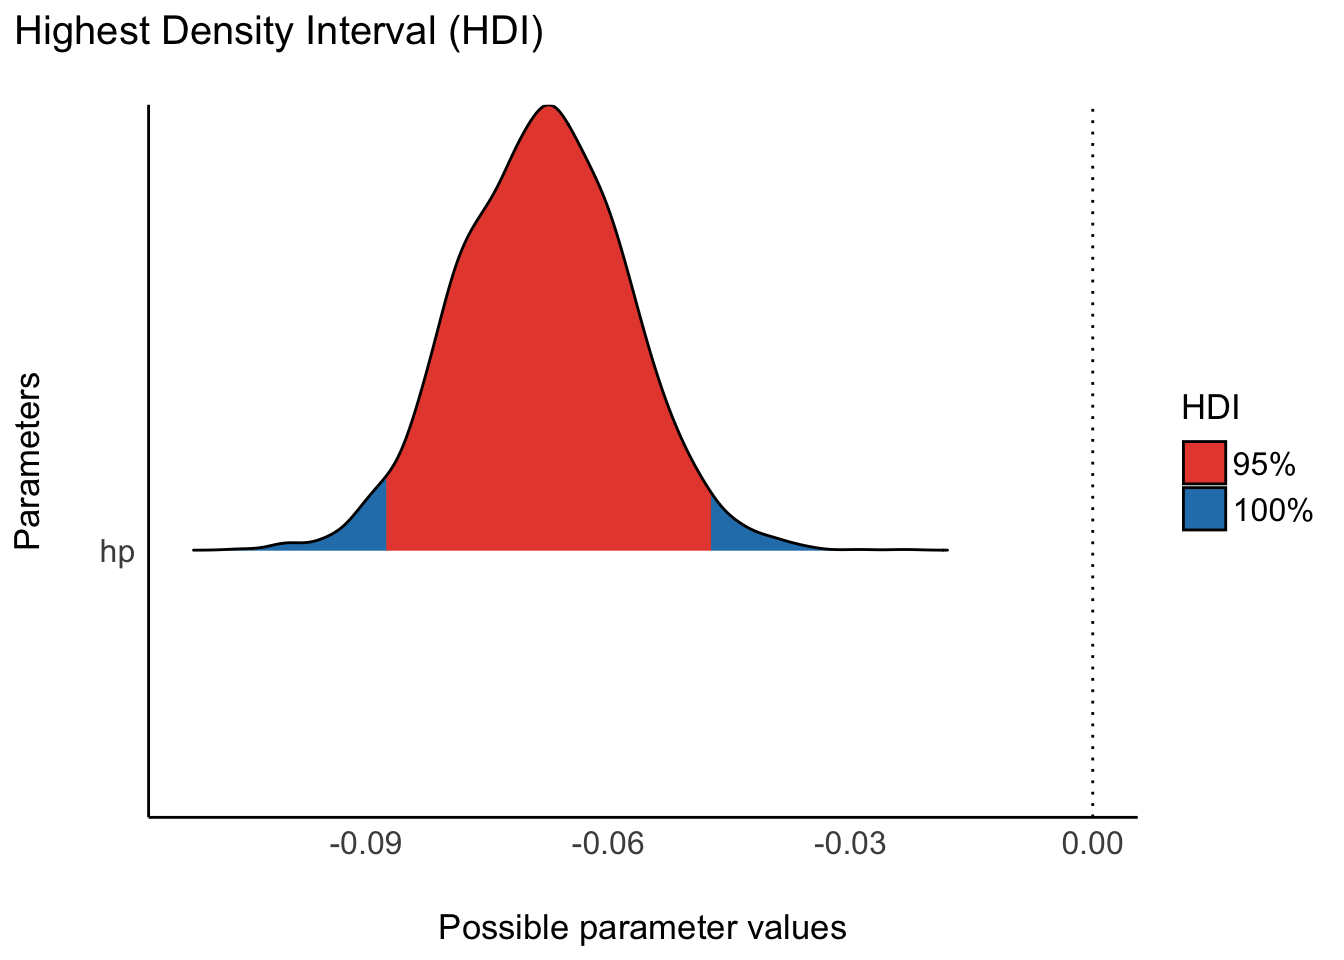 Highest Density Interval (HDI)
Parameters
hp
HDI
95%
100%
-0.09
-0.06
-0.03
0.00
Possible parameter values